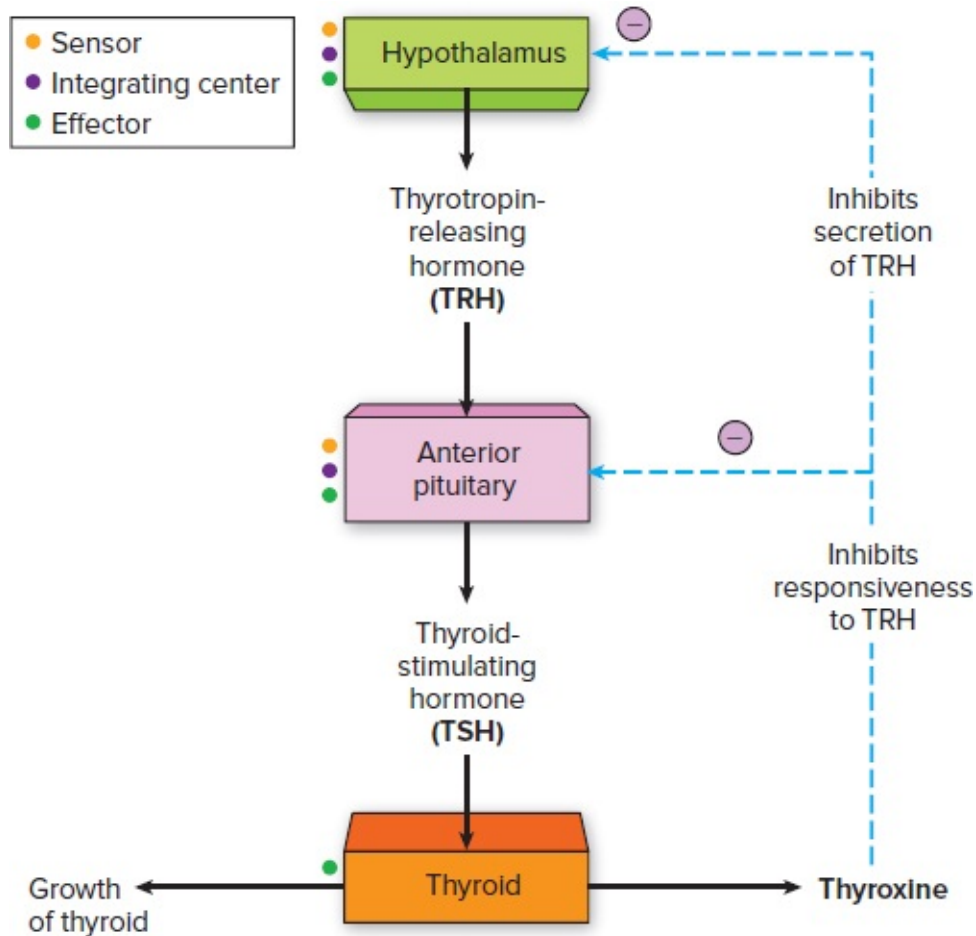 Sensor
Integrating center
Effector
Hypothalamus
−
Thyrotropin-
releasing
hormone
(TRH)
Inhibits
secretion
of TRH
Anterior
pituitary
−
Inhibits
responsiveness
to TRH
Thyroid-
stimulating
hormone
(TSH)
Growth
of thyroid
Thyroid
Thyroxine